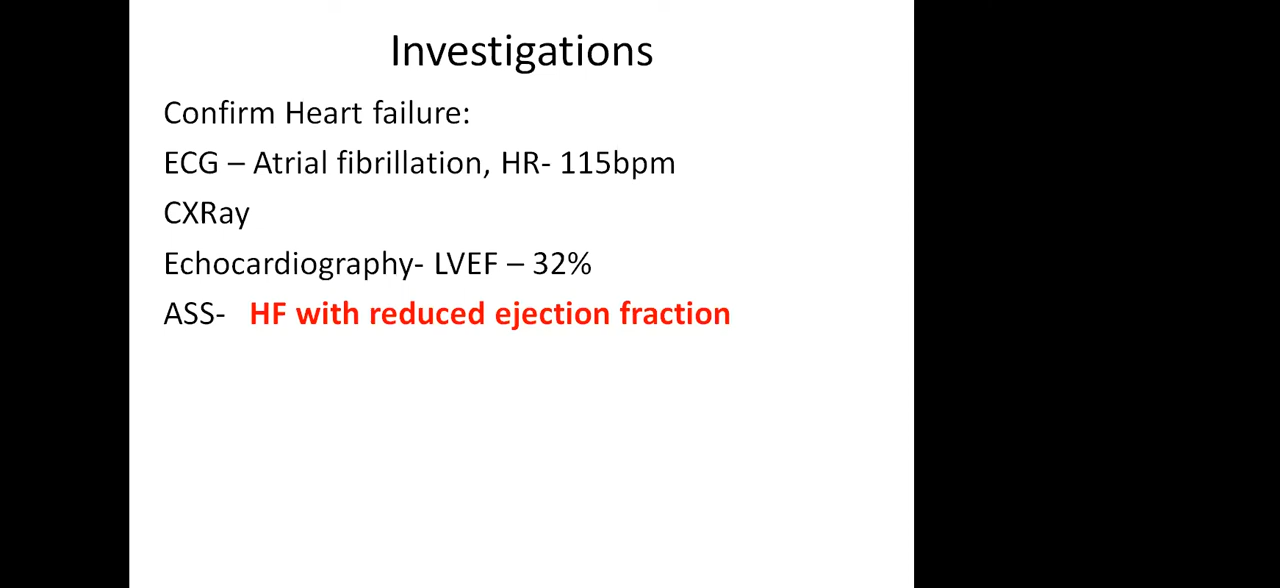 Investigations
Confirm Heart failure:
ECG – Atrial fibrillation, HR- 115bpm
CXRay
Echocardiography- LVEF – 32%
ASS- HF with reduced ejection fraction